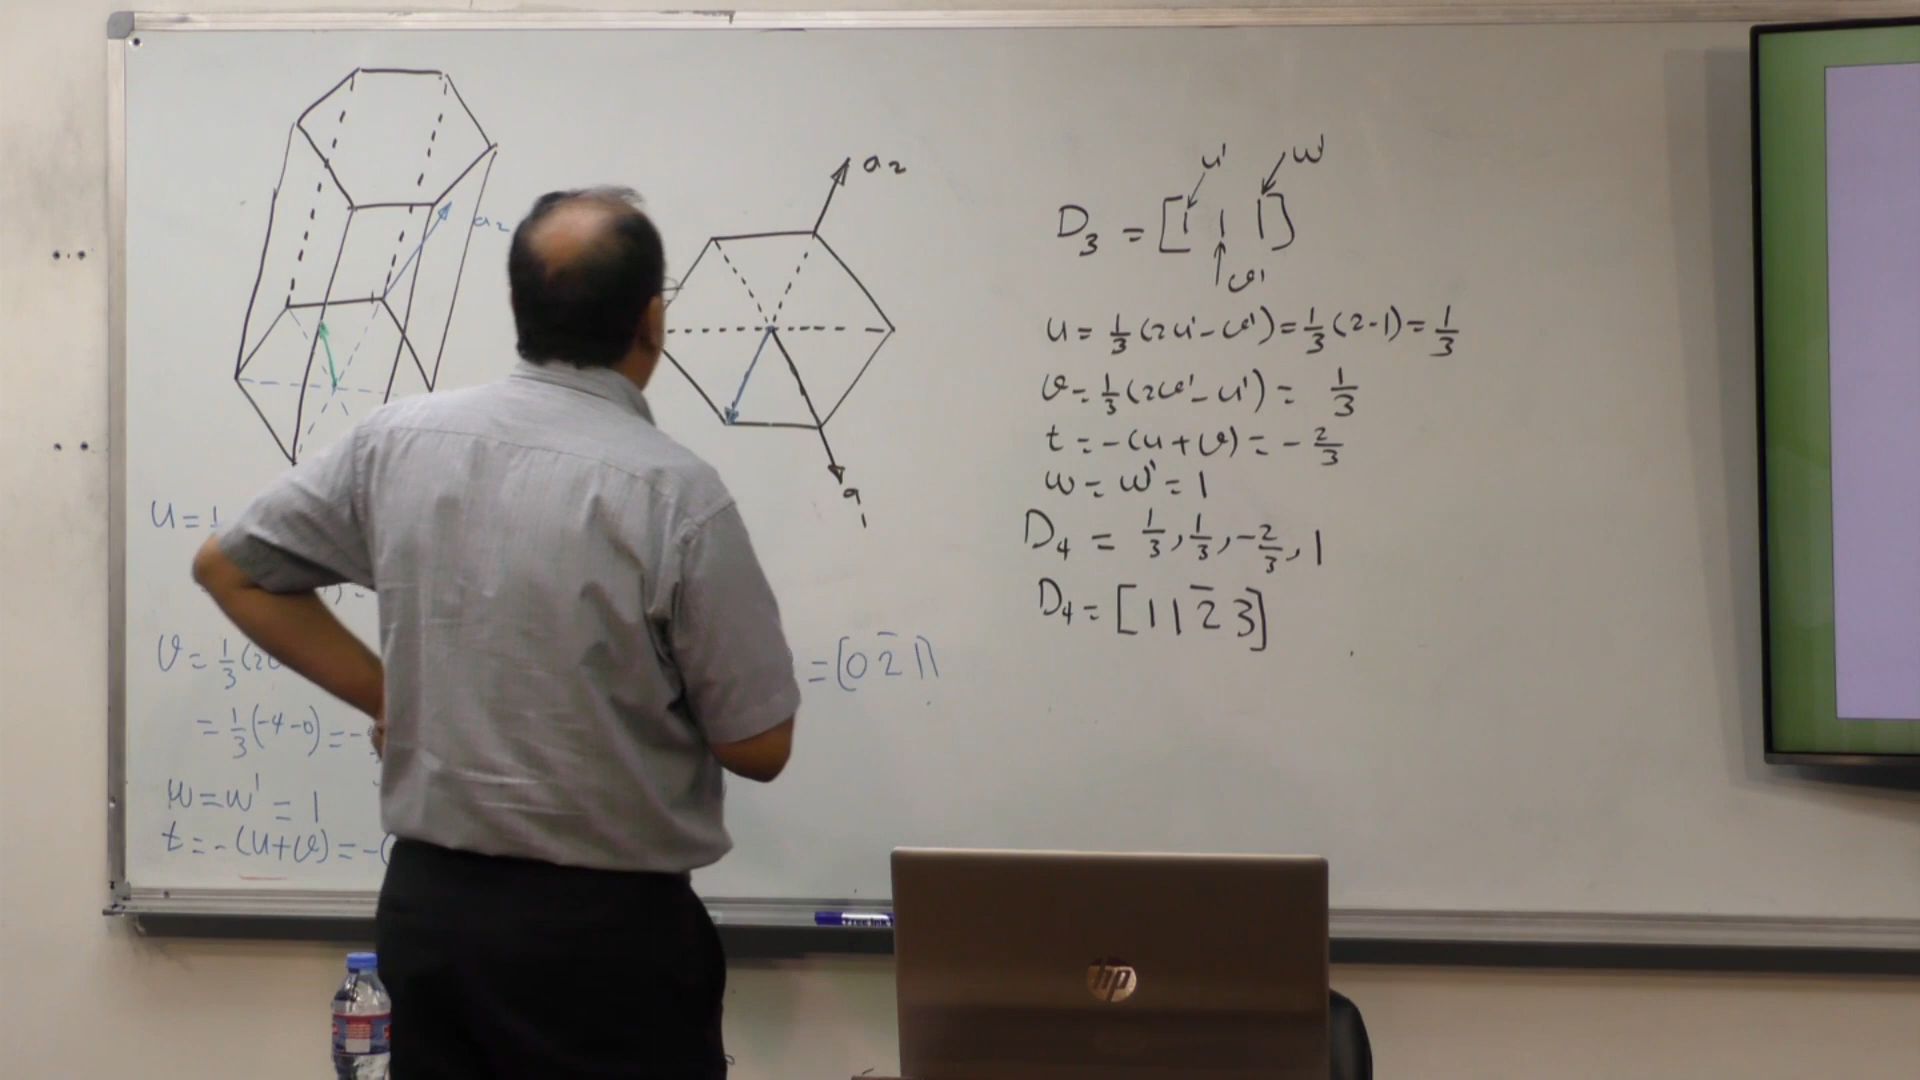 a₂
a₂
a₁
u = 1
v = 1/3(2
= 1/3(-4-0) = -
w = w' = 1
t = -(u+v) = -(
= [0 2̄ 1]
u' w'
D₃ = [1 1 1]
v'
u = 1/3(2u'-v') = 1/3(2-1) = 1/3
v = 1/3(2v'-u') = 1/3
t = -(u+v) = -2/3
w = w' = 1
D₄ = 1/3, 1/3, -2/3, 1
D₄ = [1 1 2̄ 3]
Free Ink
hp